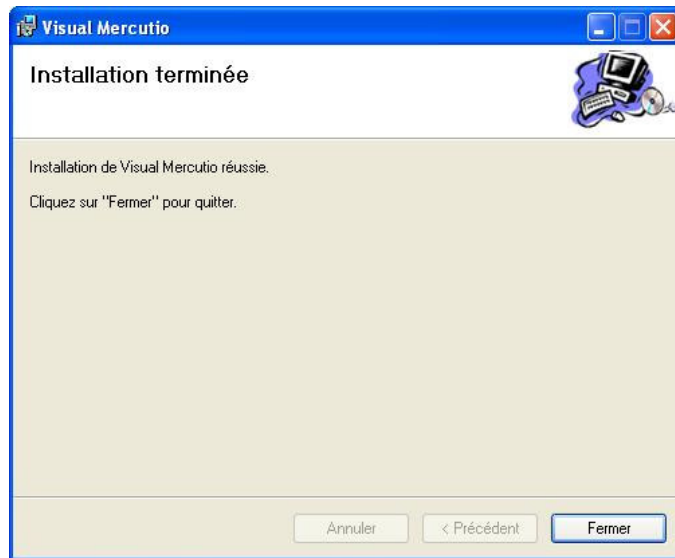 Visual Mercutio
Installation terminée
Installation de Visual Mercutio réussie.
Cliquez sur "Fermer" pour quitter.
Annuler
< Précédent
Fermer